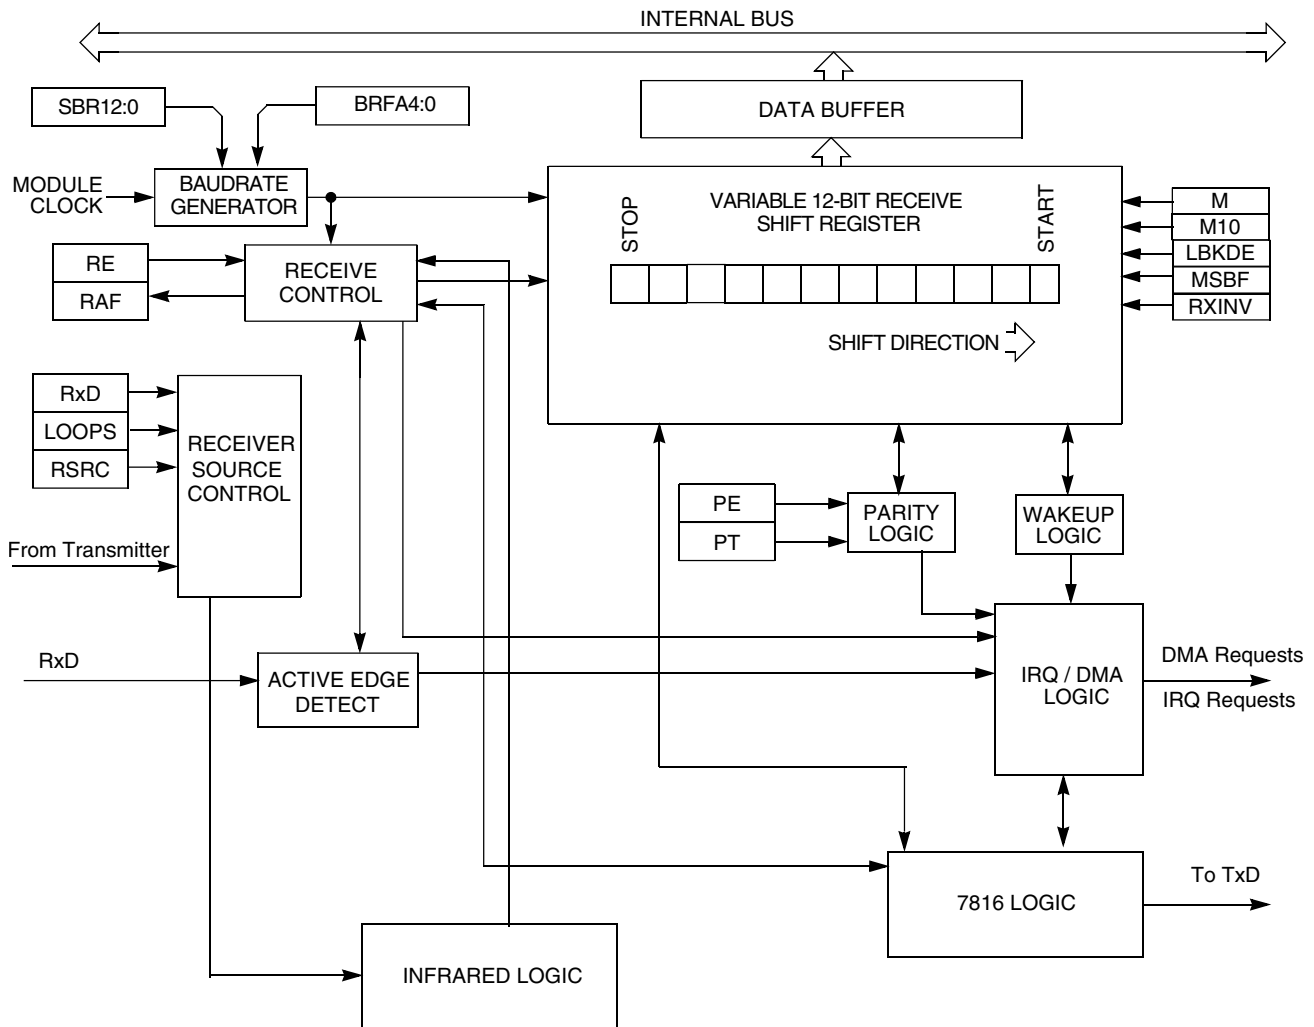 INTERNAL BUS
SBR12:0
BRFA4:0
DATA BUFFER
MODULE
CLOCK
BAUDRATE
GENERATOR
VARIABLE 12-BIT RECEIVE
SHIFT REGISTER
STOP
START
M
M10
LBKDE
MSBF
RXINV
RE
RAF
RECEIVE
CONTROL
SHIFT DIRECTION
RxD
LOOPS
RSRC
RECEIVER
SOURCE
CONTROL
PE
PT
PARITY
LOGIC
WAKEUP
LOGIC
From Transmitter
RxD
ACTIVE EDGE
DETECT
IRQ / DMA
LOGIC
DMA Requests
IRQ Requests
7816 LOGIC
To TxD
INFRARED LOGIC